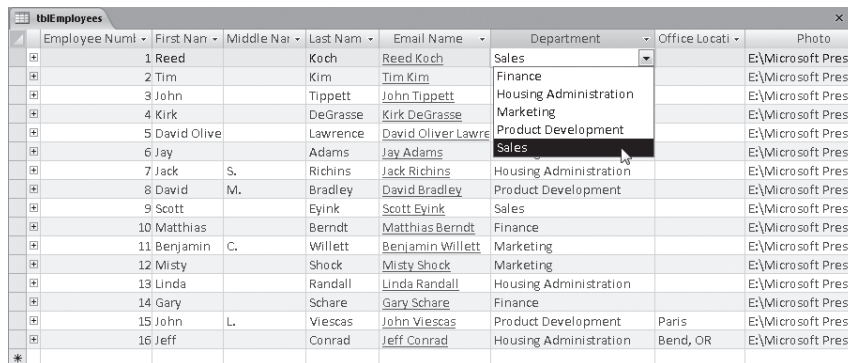 tblEmployees ×
Employee Numl First Nan Middle Nar Last Nam Email Name Department Office Locati Photo
1 Reed Koch Reed Koch Sales E:\Microsoft Pres
2 Tim Kim Tim Kim Finance E:\Microsoft Pres
3 John Tippett John Tippett Housing Administration E:\Microsoft Pres
4 Kirk DeGrasse Kirk DeGrasse Marketing E:\Microsoft Pres
5 David Olive Lawrence David Oliver Lawre Product Development E:\Microsoft Pres
6 Jay Adams Jay Adams Sales E:\Microsoft Pres
7 Jack S. Richins Jack Richins Housing Administration E:\Microsoft Pres
8 David M. Bradley David Bradley Product Development E:\Microsoft Pres
9 Scott Eyink Scott Eyink Sales E:\Microsoft Pres
10 Matthias Berndt Matthias Berndt Finance E:\Microsoft Pres
11 Benjamin C. Willett Benjamin Willett Marketing E:\Microsoft Pres
12 Misty Shock Misty Shock Marketing E:\Microsoft Pres
13 Linda Randall Linda Randall Housing Administration E:\Microsoft Pres
14 Gary Schare Gary Schare Finance E:\Microsoft Pres
15 John L. Viescas John Viescas Product Development Paris E:\Microsoft Pres
16 Jeff Conrad Jeff Conrad Housing Administration Bend, OR E:\Microsoft Pres